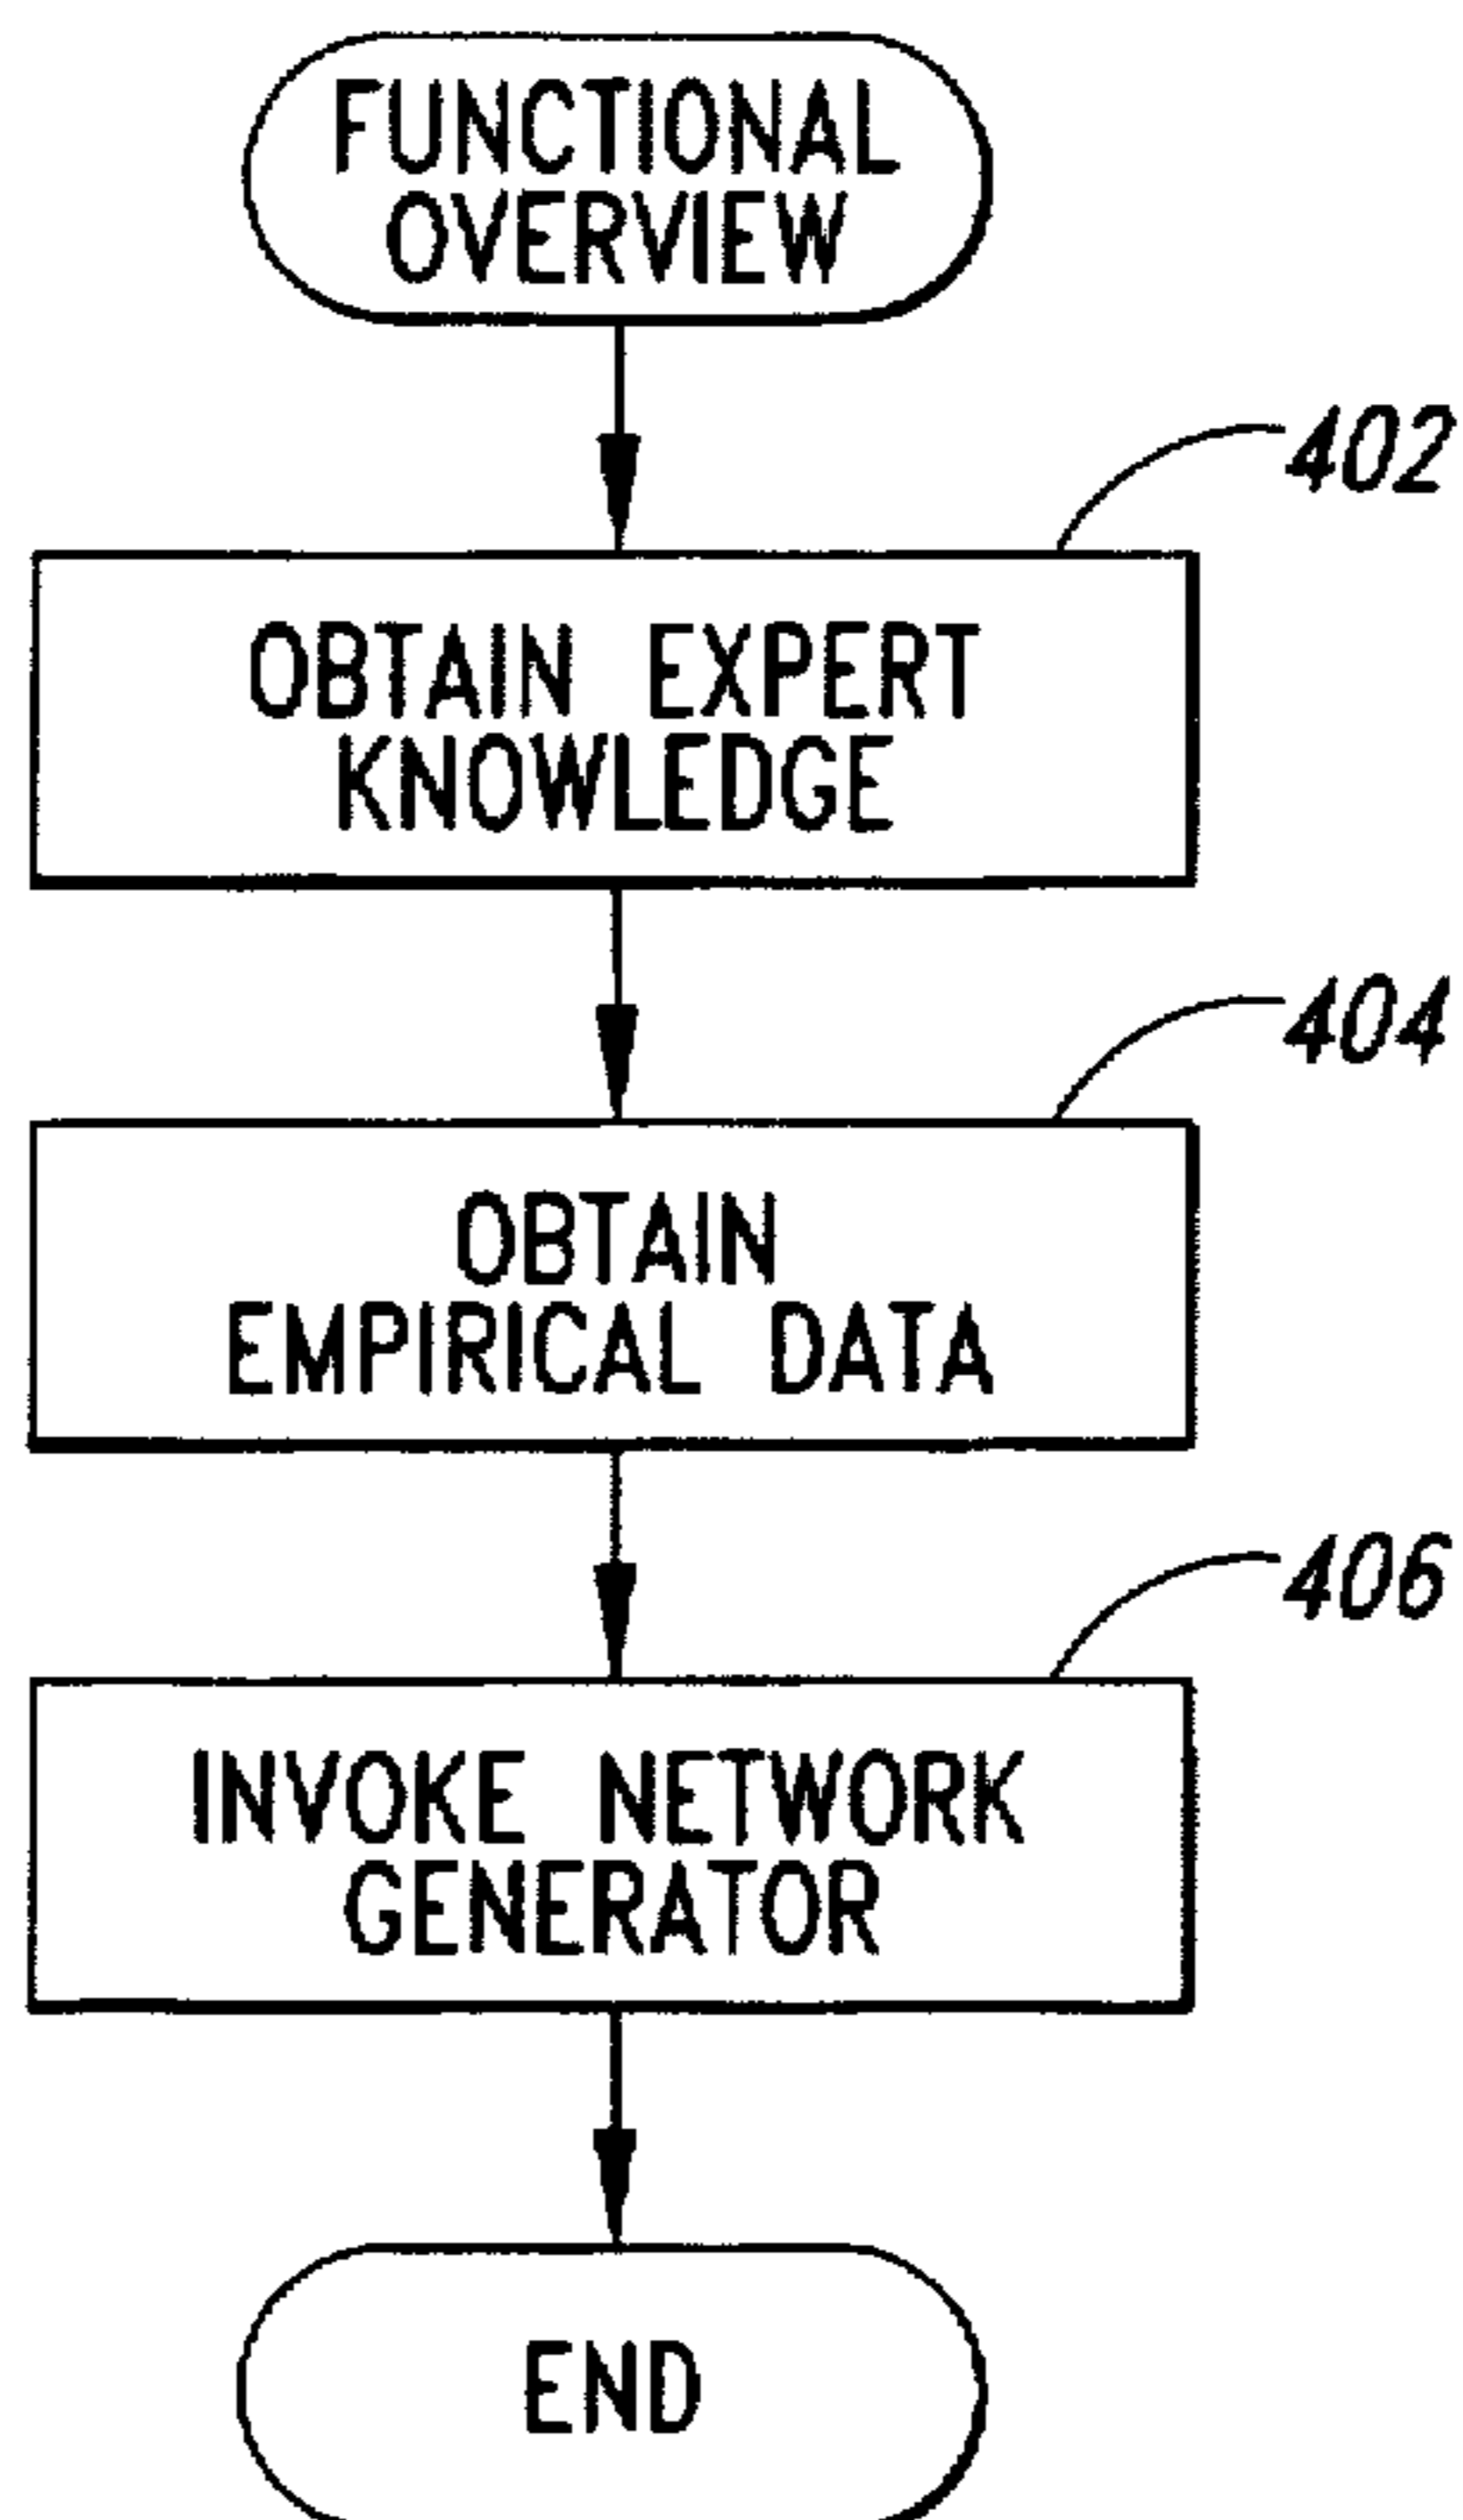 FUNCTIONAL
OVERVIEW
402
OBTAIN EXPERT
KNOWLEDGE
404
OBTAIN
EMPIRICAL DATA
406
INVOKE NETWORK
GENERATOR
END